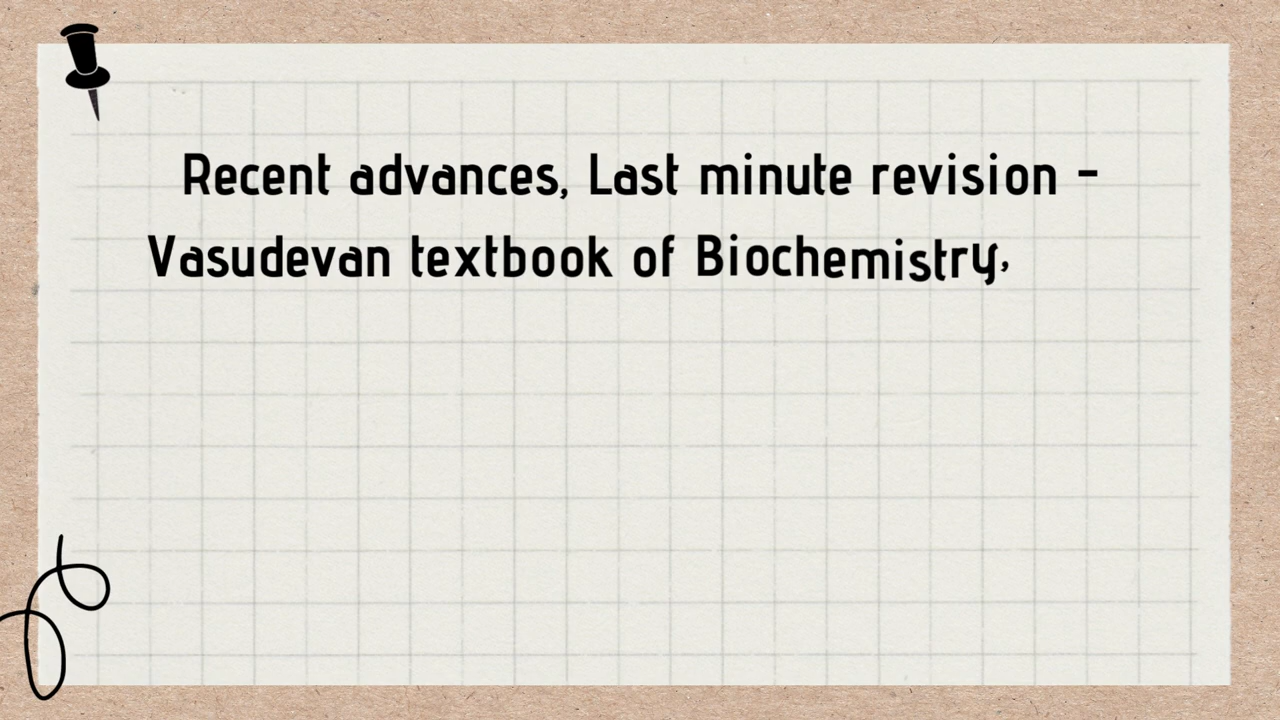 Recent advances, Last minute revision -
Vasudevan textbook of Biochemistry,